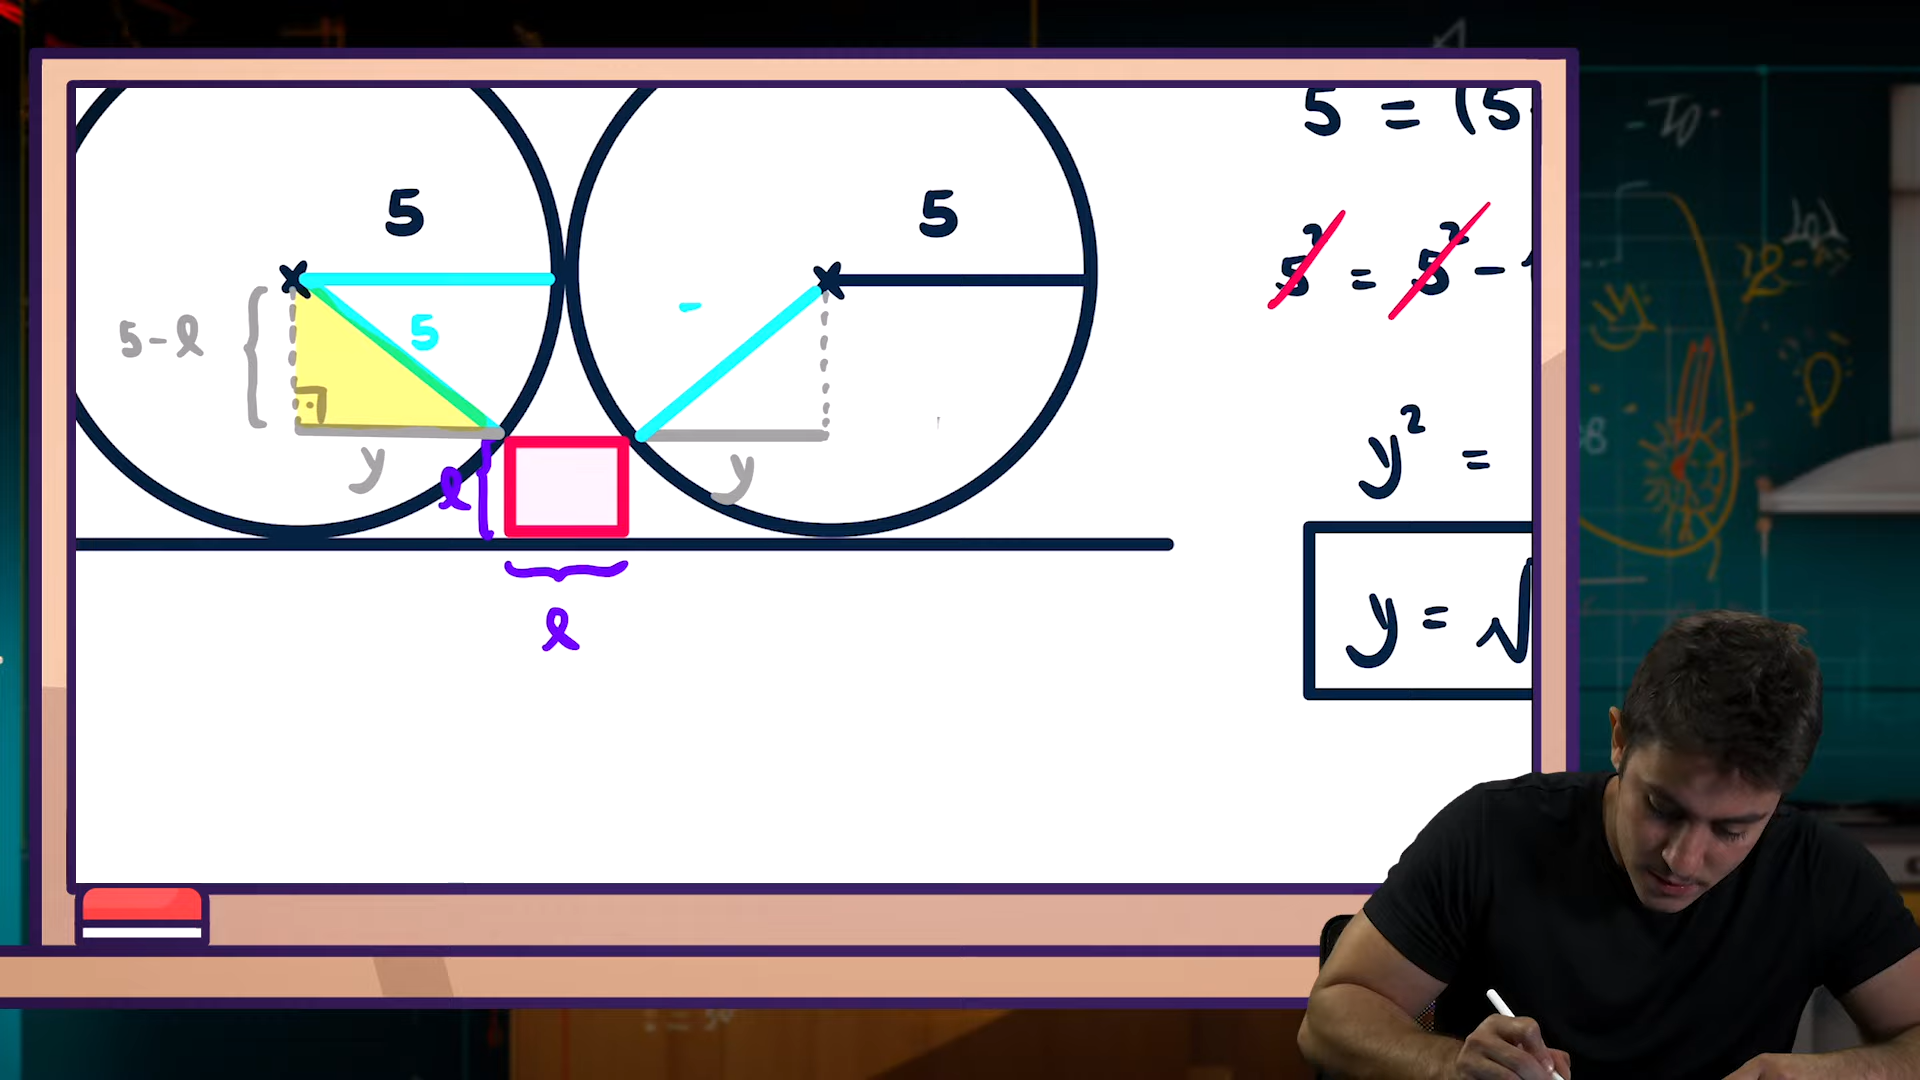 5 = (5
5 5
5² = 5² -
5 - l 5
y² =
y l y
y = √
l